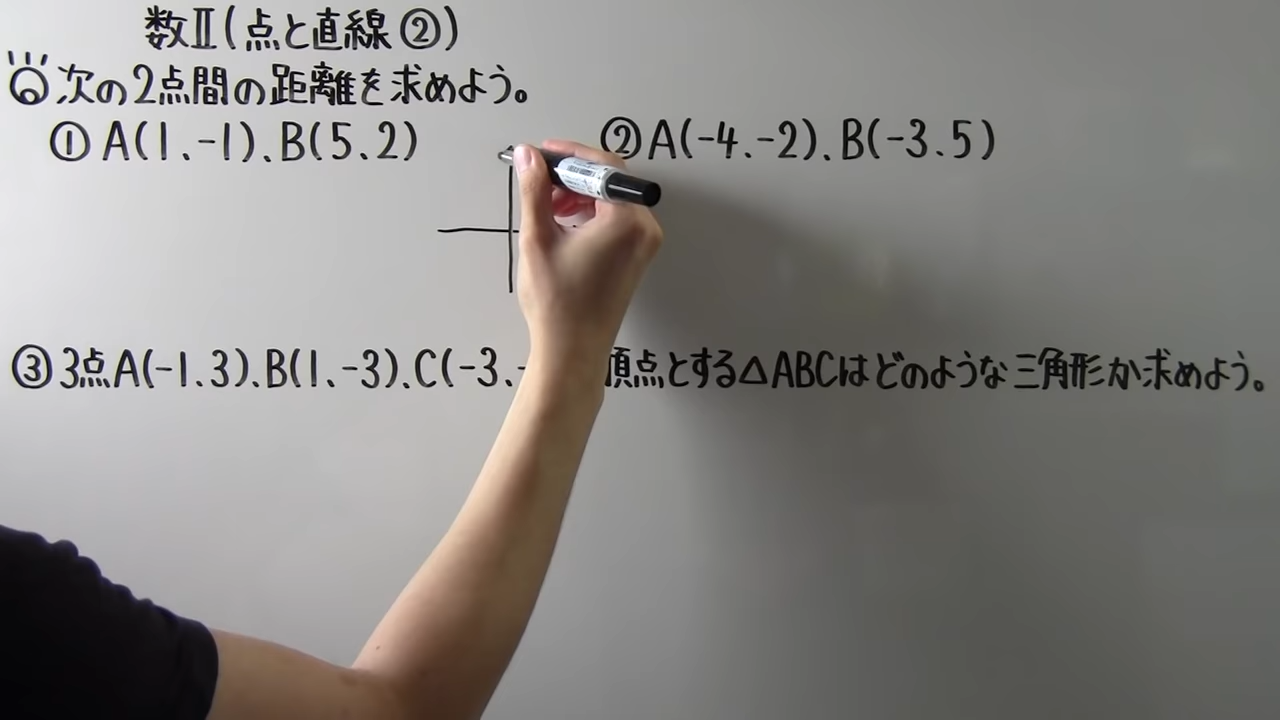 数Ⅱ(点と直線②)
次の2点間の距離を求めよう。
①A(1.-1).B(5.2)
②A(-4.-2).B(-3.5)
③3点A(-1.3).B(1.-3).C(-3.- 頂点とする△ABCはどのような三角形か求めよう。